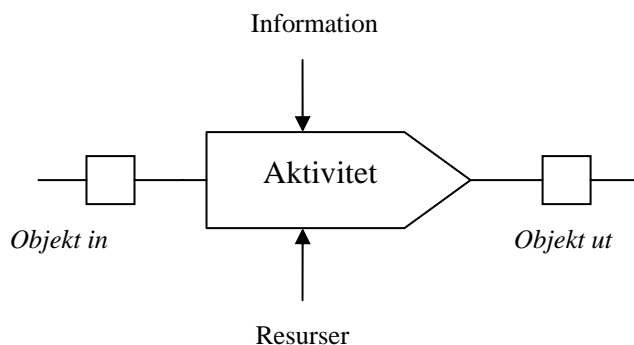 Information
Aktivitet
Objekt in
Objekt ut
Resurser